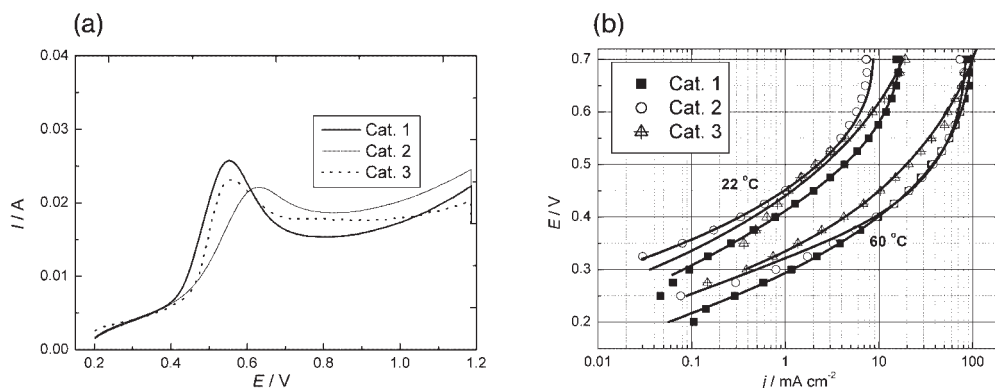 (a)
0.04
0.03
0.02
0.01
0.00
I / A
0.2 0.4 0.6 0.8 1.0 1.2
E / V
Cat. 1
Cat. 2
Cat. 3
(b)
0.7
0.6
0.5
0.4
0.3
0.2
E / V
Cat. 1
Cat. 2
Cat. 3
22 °C
60 °C
0.01 0.1 1 10 100
j / mA cm⁻²